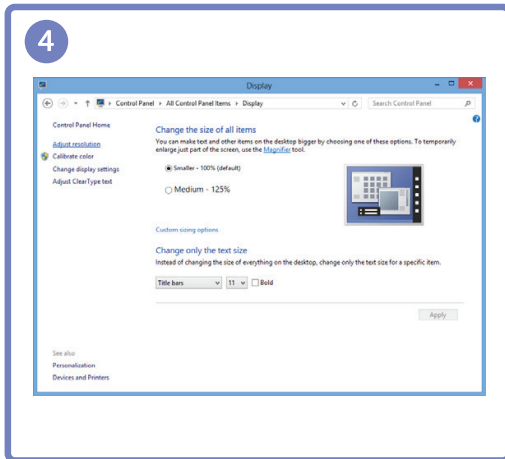 4
Display
Control Panel All Control Panel Items Display
Search Control Panel
Control Panel Home
Adjust resolution
Calibrate color
Change display settings
Adjust ClearType text
Change the size of all items
You can make text and other items on the desktop bigger by choosing one of these options. To temporarily
enlarge just part of the screen, use the Magnifier tool.
Smaller - 100% (default)
Medium - 125%
Custom sizing options
Change only the text size
Instead of changing the size of everything on the desktop, change only the text size for a specific item.
Title bars 11 Bold
Apply
See also
Personalization
Devices and Printers